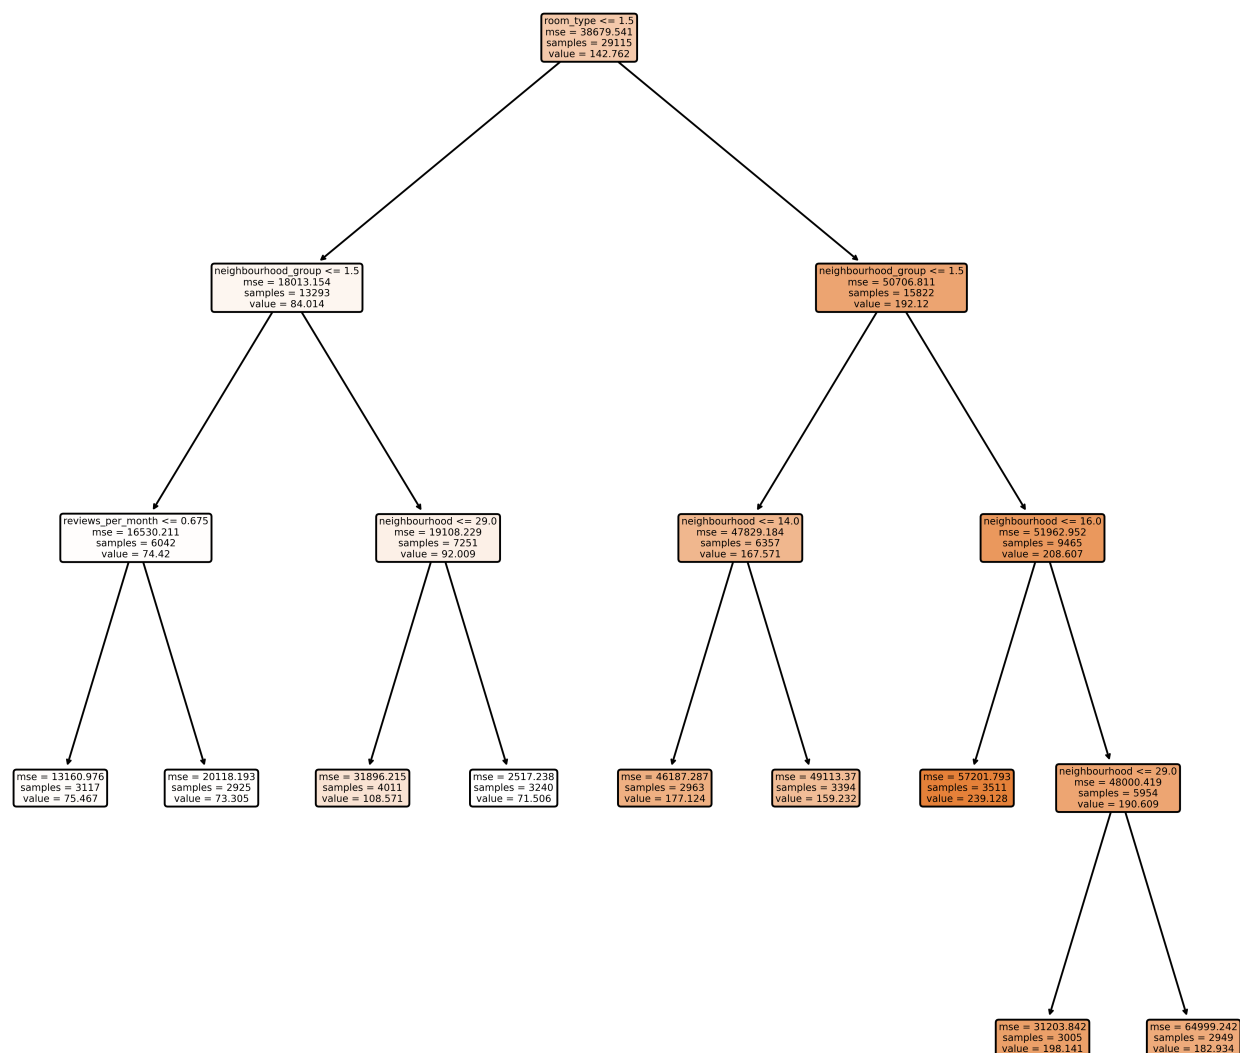 room_type <= 1.5
mse = 38679.541
samples = 29115
value = 142.762
neighbourhood_group <= 1.5
mse = 18013.154
samples = 13293
value = 84.014
neighbourhood_group <= 1.5
mse = 50706.811
samples = 15822
value = 192.12
reviews_per_month <= 0.675
mse = 16530.211
samples = 6042
value = 74.42
neighbourhood <= 29.0
mse = 19108.229
samples = 7251
value = 92.009
neighbourhood <= 14.0
mse = 47829.184
samples = 6357
value = 167.571
neighbourhood <= 16.0
mse = 51962.952
samples = 9465
value = 208.607
mse = 13160.976
samples = 3117
value = 75.467
mse = 20118.193
samples = 2925
value = 73.305
mse = 31896.215
samples = 4011
value = 108.571
mse = 2517.238
samples = 3240
value = 71.506
mse = 46187.287
samples = 2963
value = 177.124
mse = 49113.37
samples = 3394
value = 159.232
mse = 57201.793
samples = 3511
value = 239.128
neighbourhood <= 29.0
mse = 48000.419
samples = 5954
value = 190.609
mse = 31203.842
samples = 3005
value = 198.141
mse = 64999.242
samples = 2949
value = 182.934